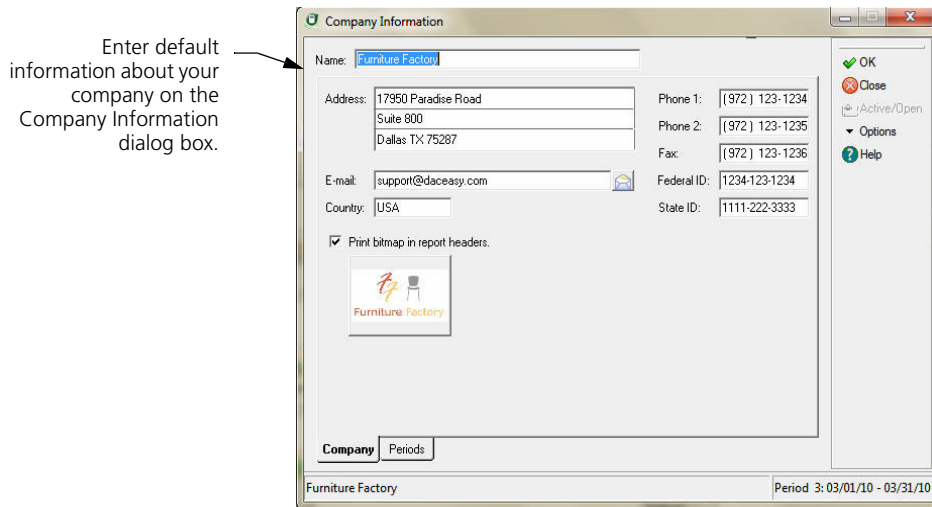 Enter default
information about your
company on the
Company Information
dialog box.
Company Information
Name: Furniture Factory
Address: 17950 Paradise Road
Suite 800
Dallas TX 75287
Phone 1: (972) 123-1234
Phone 2: (972) 123-1235
Fax: (972) 123-1236
E-mail: support@daceasy.com
Federal ID: 1234-123-1234
Country: USA
State ID: 1111-222-3333
Print bitmap in report headers.
Furniture Factory
Company Periods
OK
Close
Active/Open
Options
Help
Furniture Factory
Period 3: 03/01/10 - 03/31/10